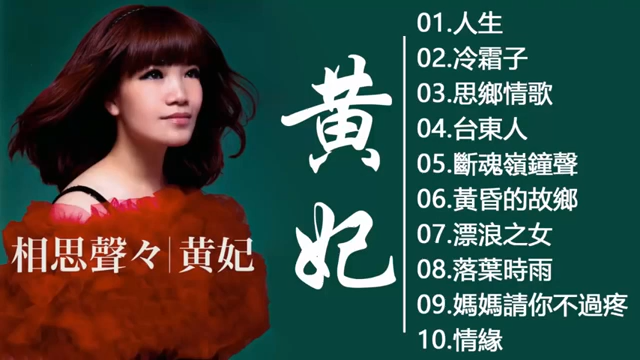 相思聲々|黄妃
黄妃
01.人生
02.冷霜子
03.思鄉情歌
04.台東人
05.斷魂嶺鐘聲
06.黃昏的故鄉
07.漂浪之女
08.落葉時雨
09.媽媽請你不過疼
10.情緣